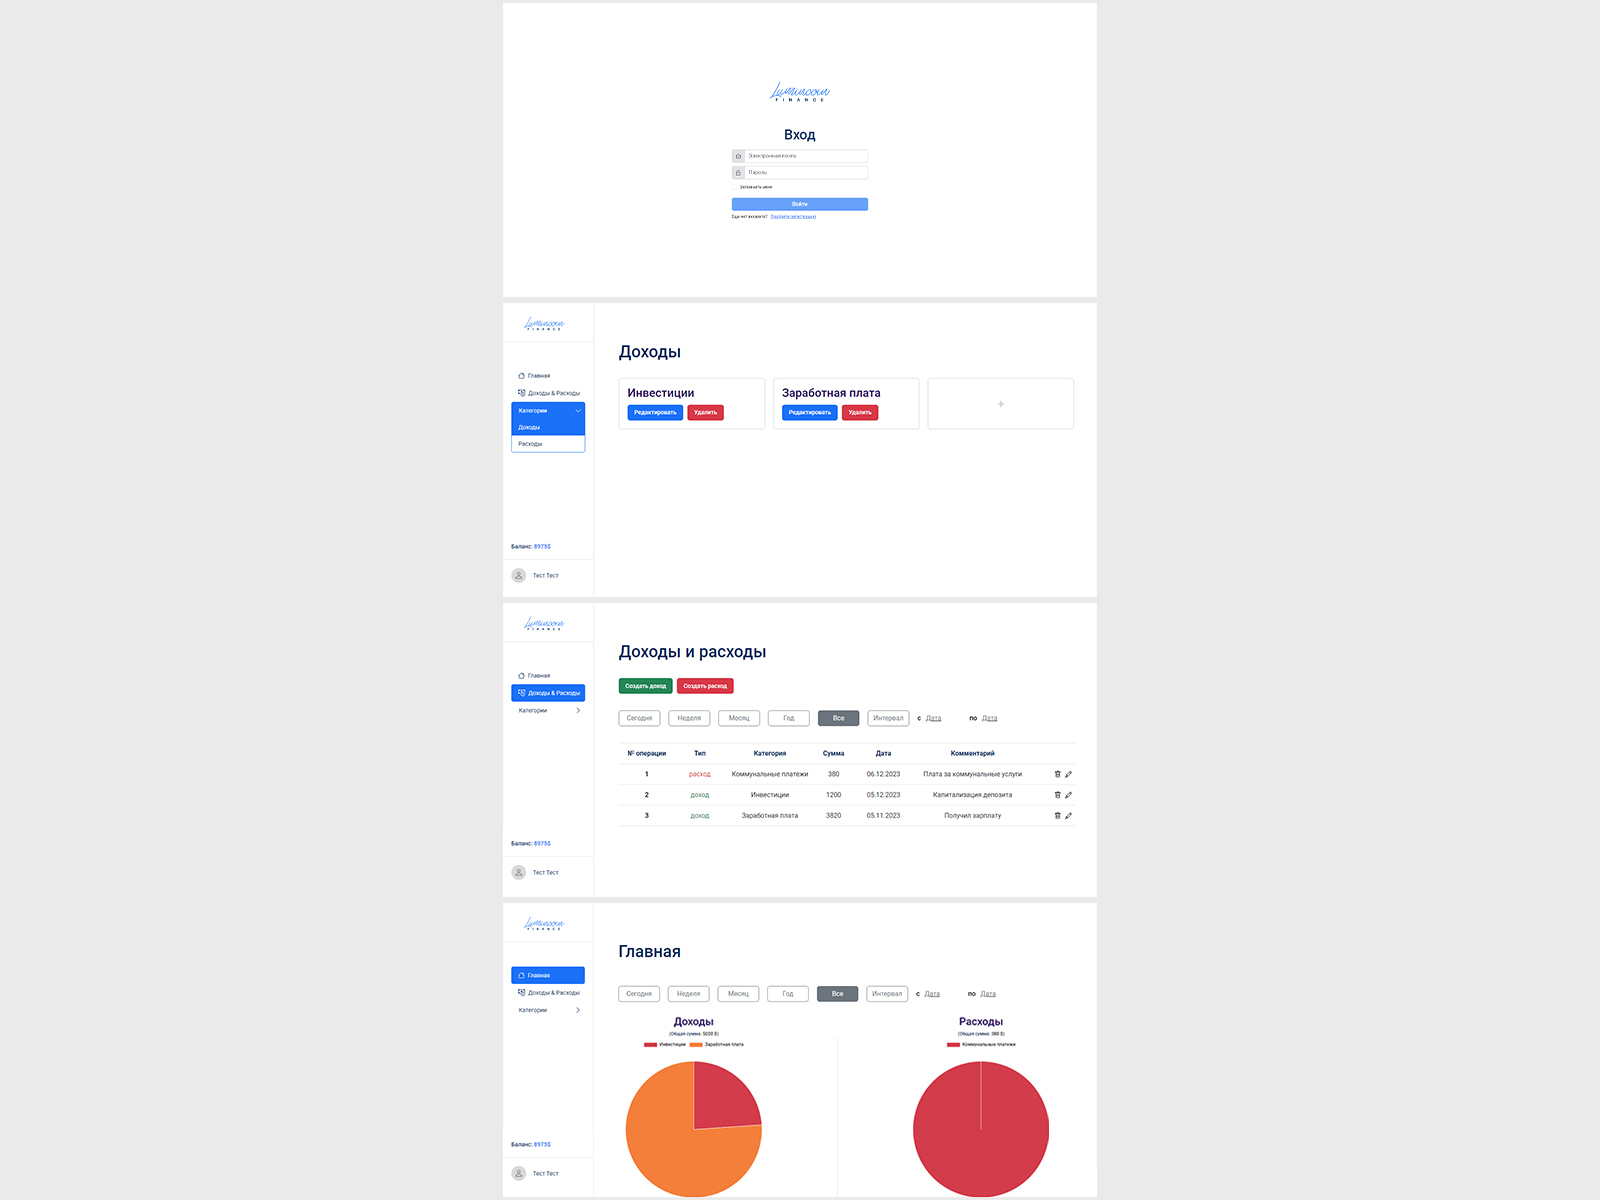 Lumincoin
FINANCE
Вход
Электронная почта
Пароль
Запомнить меня
Войти
Еще нет аккаунта? Пройдите регистрацию
Lumincoin
FINANCE
Главная
Доходы & Расходы
Категории
Доходы
Расходы
Баланс: 8975$
Тест Тест
Доходы
Инвестиции
Редактировать Удалить
Заработная плата
Редактировать Удалить
+
Lumincoin
FINANCE
Главная
Доходы & Расходы
Категории
Баланс: 8975$
Тест Тест
Доходы и расходы
Создать доход Создать расход
Сегодня Неделя Месяц Год Все Интервал с Дата по Дата
№ операции Тип Категория Сумма Дата Комментарий
1 расход Коммунальные платежи 380 06.12.2023 Плата за коммунальные услуги
2 доход Инвестиции 1200 05.12.2023 Капитализация депозита
3 доход Заработная плата 3820 05.11.2023 Получил зарплату
Lumincoin
FINANCE
Главная
Доходы & Расходы
Категории
Баланс: 8975$
Тест Тест
Главная
Сегодня Неделя Месяц Год Все Интервал с Дата по Дата
Доходы
(Общая сумма: 5020 $)
Инвестиции Заработная плата
Расходы
(Общая сумма: 380 $)
Коммунальные платежи